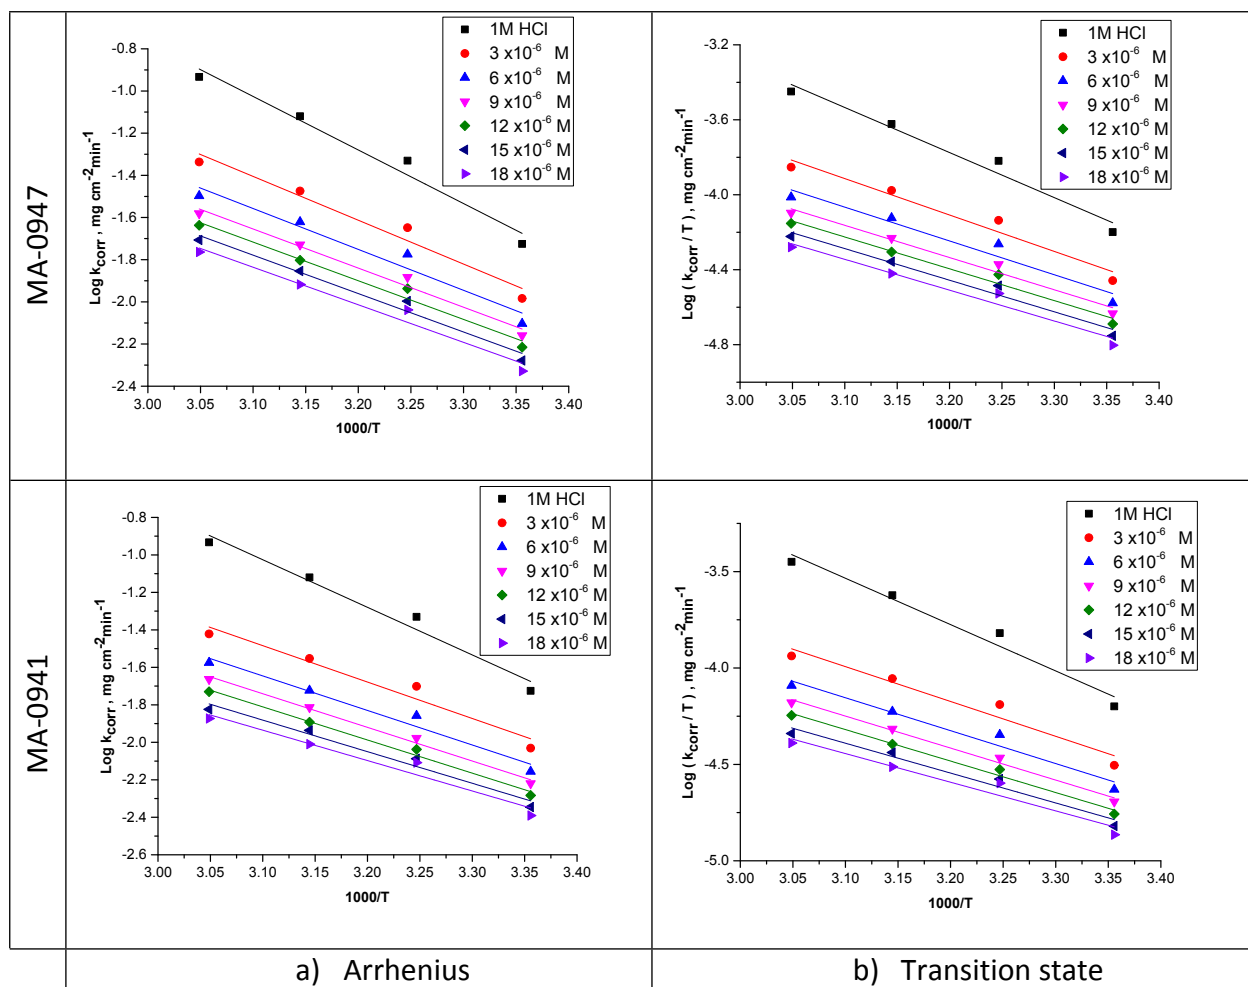 MA-0947
1M HCl
3 x10⁻⁶ M
6 x10⁻⁶ M
9 x10⁻⁶ M
12 x10⁻⁶ M
15 x10⁻⁶ M
18 x10⁻⁶ M
Log k_corr , mg cm⁻²min⁻¹
-0.8
-1.0
-1.2
-1.4
-1.6
-1.8
-2.0
-2.2
-2.4
3.00 3.05 3.10 3.15 3.20 3.25 3.30 3.35 3.40
1000/T
1M HCl
3 x10⁻⁶ M
6 x10⁻⁶ M
9 x10⁻⁶ M
12 x10⁻⁶ M
15 x10⁻⁶ M
18 x10⁻⁶ M
Log ( k_corr / T ) , mg cm⁻²min⁻¹
-3.2
-3.6
-4.0
-4.4
-4.8
3.00 3.05 3.10 3.15 3.20 3.25 3.30 3.35 3.40
1000/T
MA-0941
1M HCl
3 x10⁻⁶ M
6 x10⁻⁶ M
9 x10⁻⁶ M
12 x10⁻⁶ M
15 x10⁻⁶ M
18 x10⁻⁶ M
Log k_corr, mg cm⁻²min⁻¹
-0.8
-1.0
-1.2
-1.4
-1.6
-1.8
-2.0
-2.2
-2.4
-2.6
3.00 3.05 3.10 3.15 3.20 3.25 3.30 3.35 3.40
1000/T
1M HCl
3 x10⁻⁶ M
6 x10⁻⁶ M
9 x10⁻⁶ M
12 x10⁻⁶ M
15 x10⁻⁶ M
18 x10⁻⁶ M
Log ( k_corr / T ) , mg cm⁻²min⁻¹
-3.5
-4.0
-4.5
-5.0
3.00 3.05 3.10 3.15 3.20 3.25 3.30 3.35 3.40
1000/T
a) Arrhenius
b) Transition state